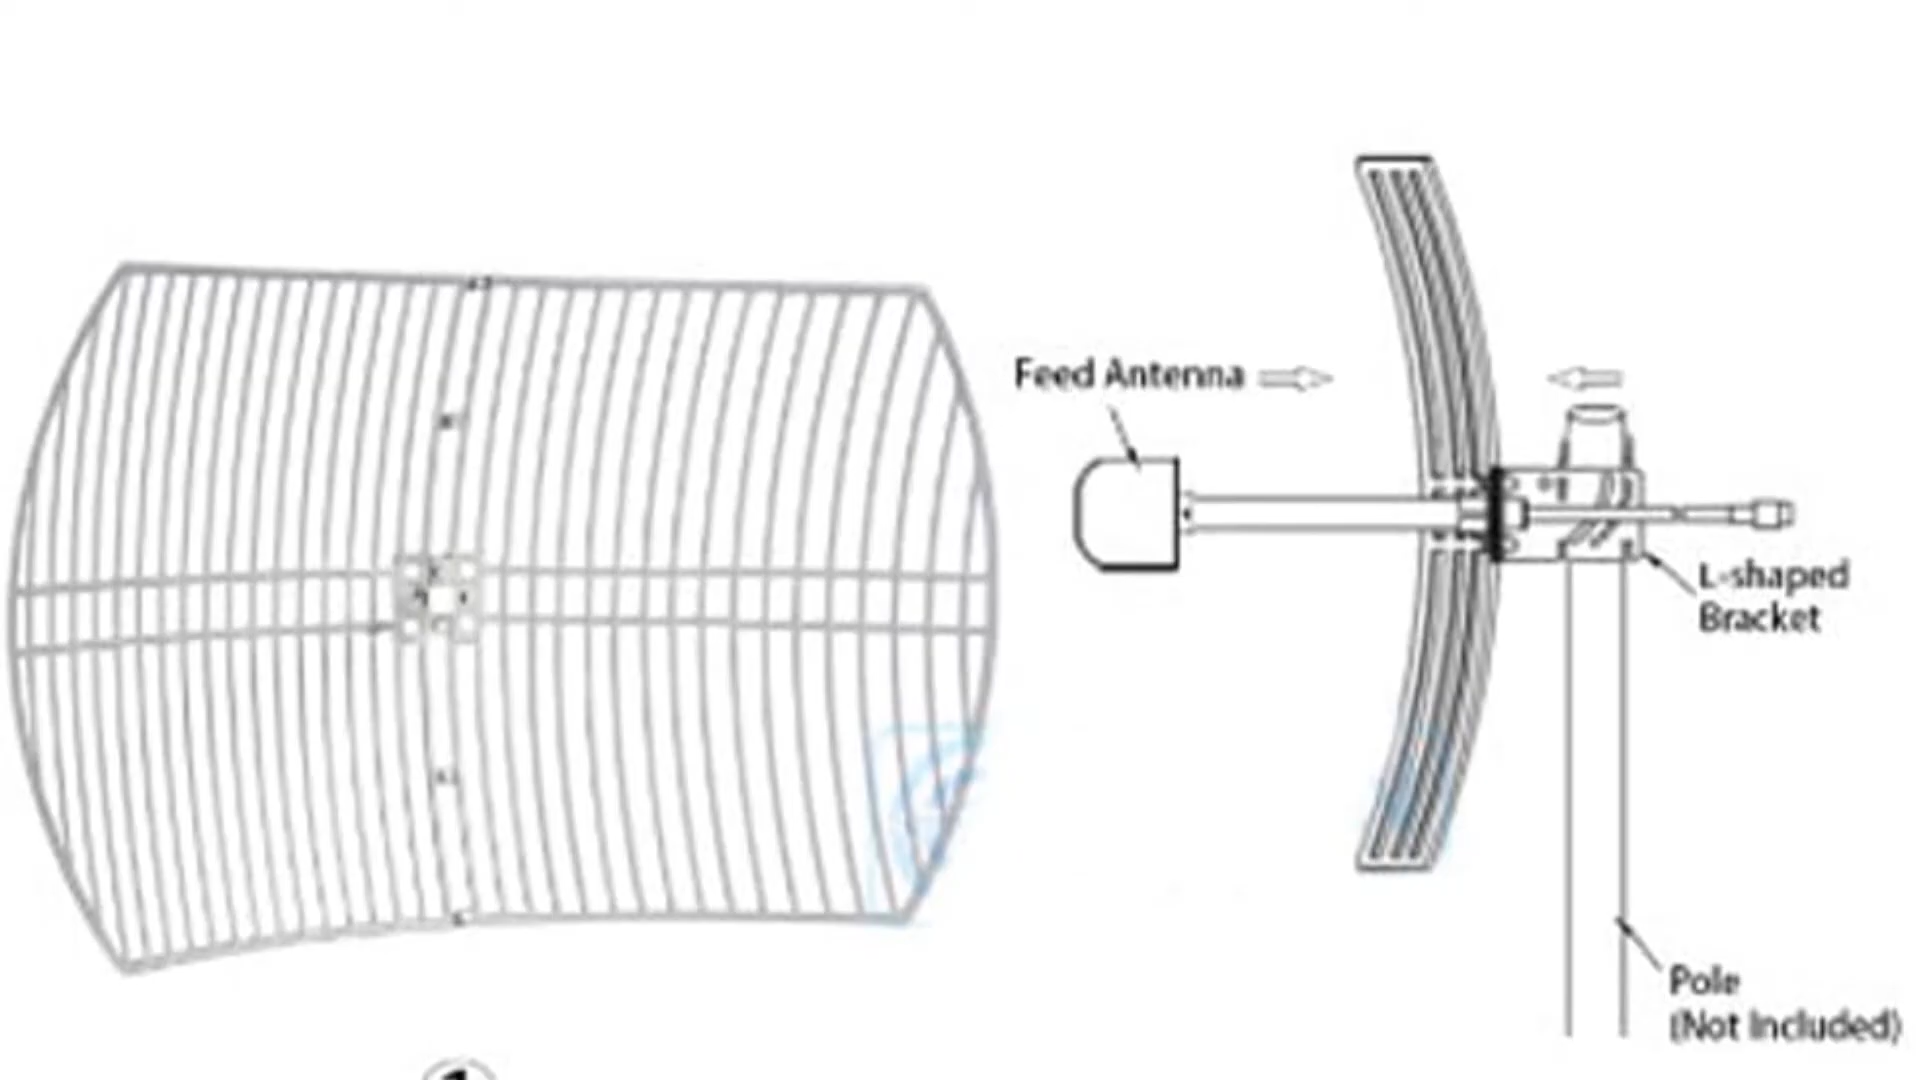 Feed Antenna
L-shaped
Bracket
Pole
(Not Included)